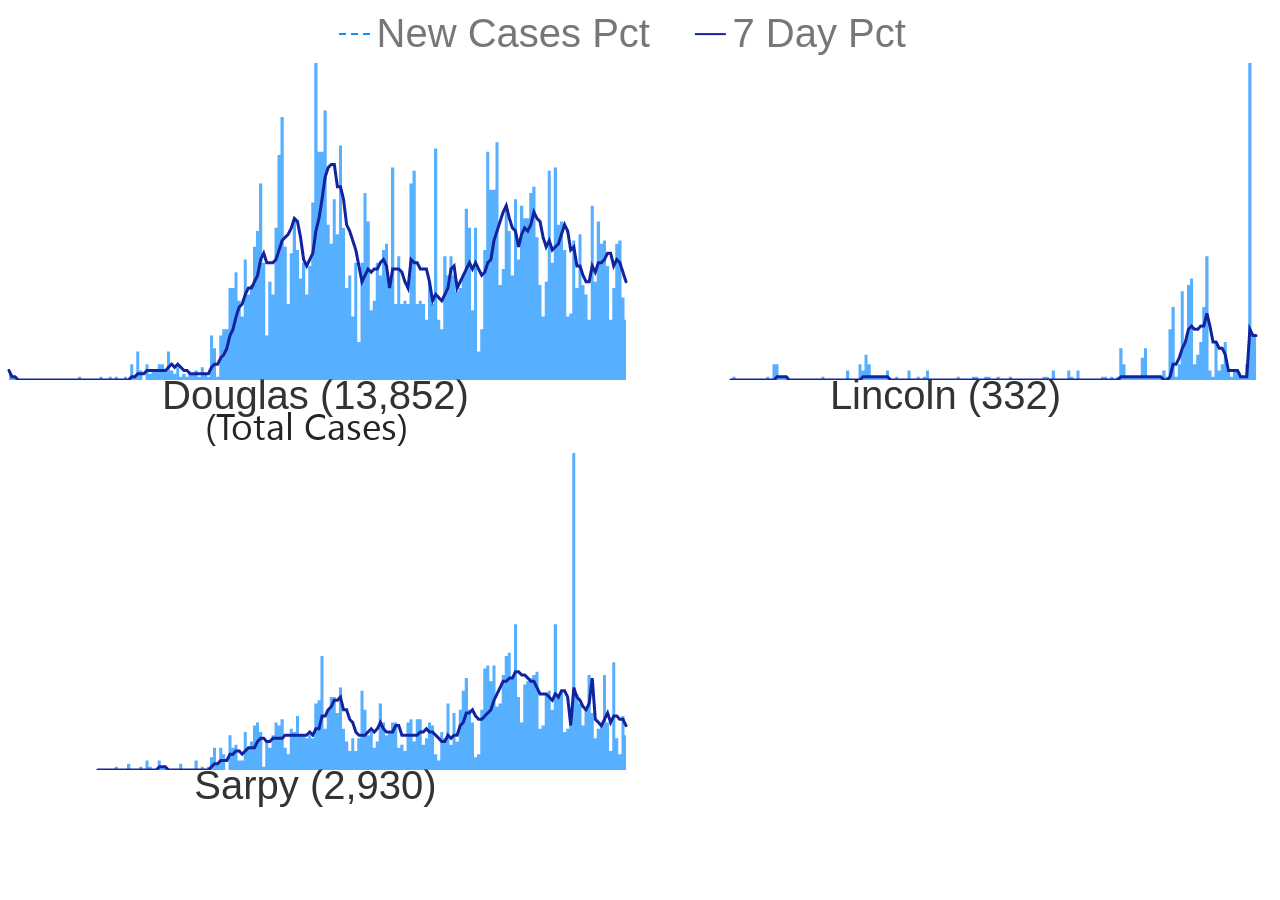 New Cases Pct 7 Day Pct
Douglas (13,852)
(Total Cases)
Lincoln (332)
Sarpy (2,930)